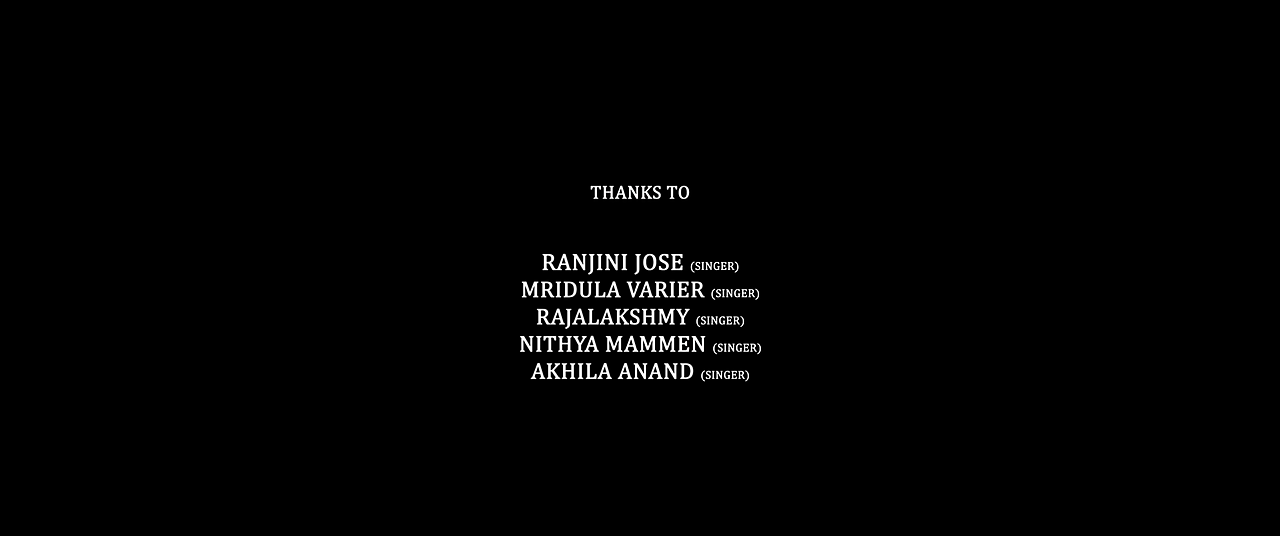 THANKS TO
RANJINI JOSE (SINGER)
MRIDULA VARIER (SINGER)
RAJALAKSHMY (SINGER)
NITHYA MAMMEN (SINGER)
AKHILA ANAND (SINGER)